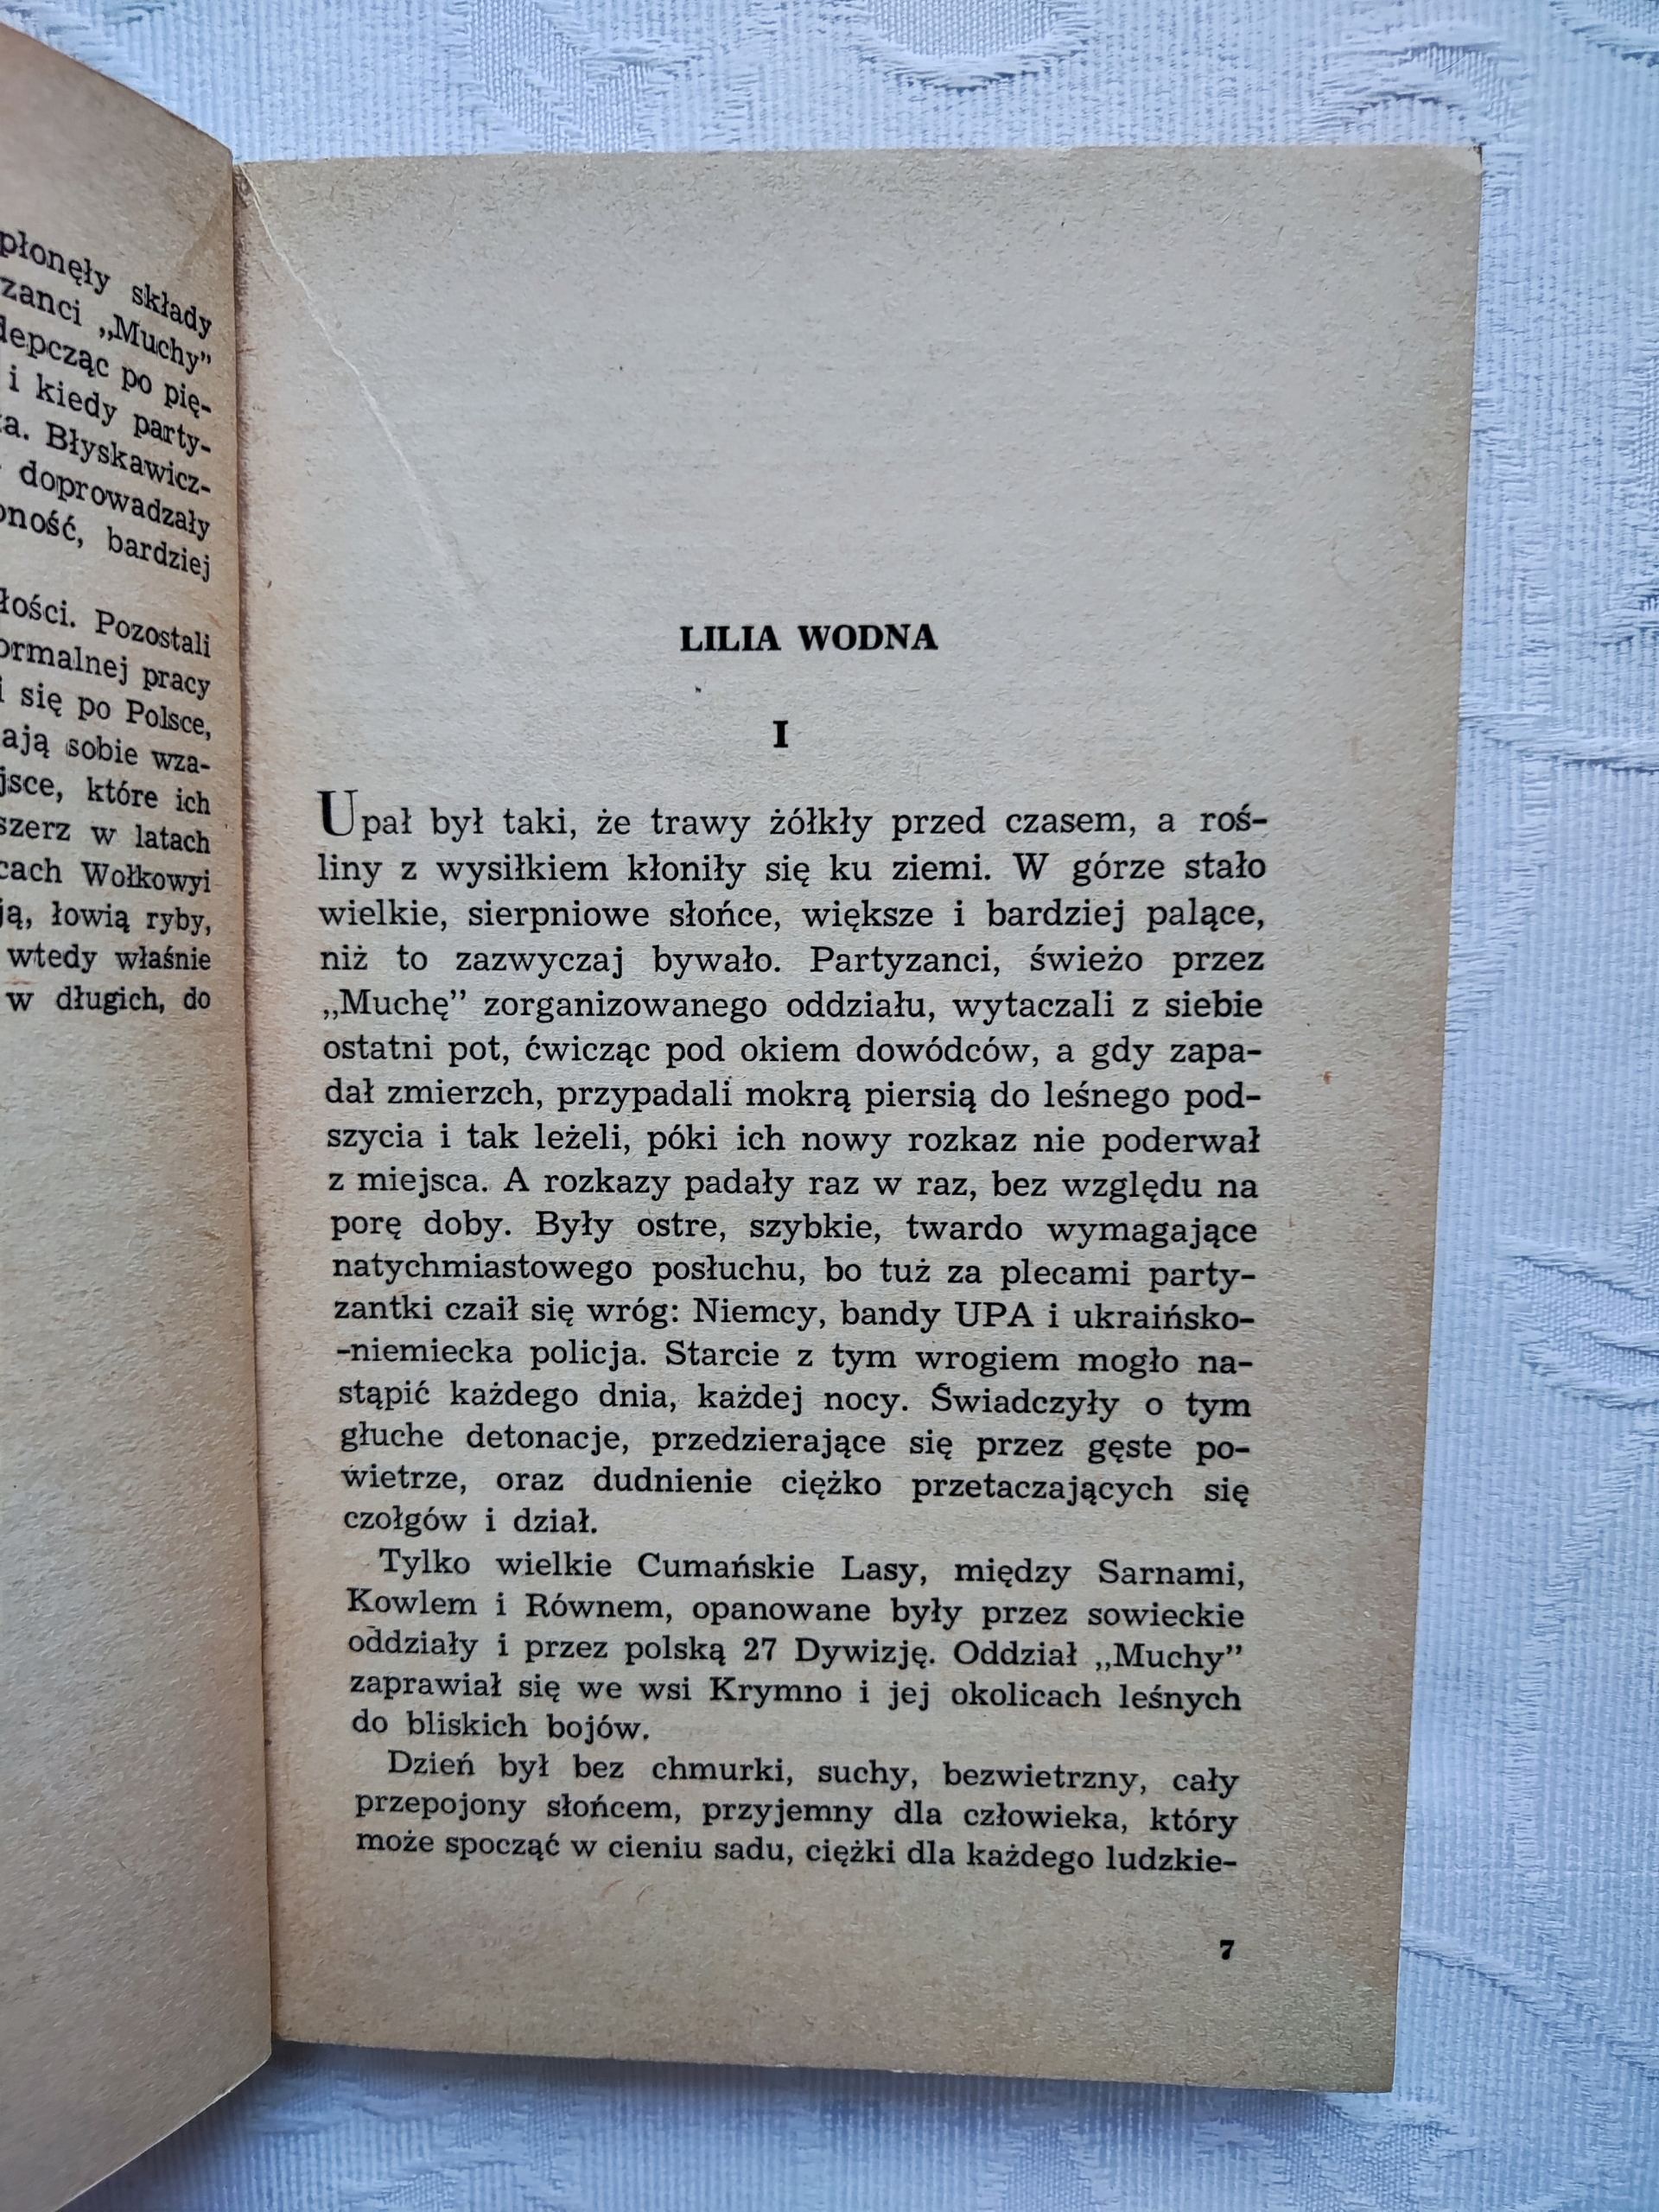 płonęły składy
„Muchy”
depcząc po pię-
i kiedy party-
Błyskawicz-
doprowadzały
bardziej
Pozostali
pracy
się po Polsce,
sobie wza-
które ich
w latach
Wołkowyi
łowią ryby,
wtedy właśnie
w długich, do
LILIA WODNA
I
Upał był taki, że trawy żółkły przed czasem, a roś-
liny z wysiłkiem kłoniły się ku ziemi. W górze stało
wielkie, sierpniowe słońce, większe i bardziej palące,
niż to zazwyczaj bywało. Partyzanci, świeżo przez
„Muchę” zorganizowanego oddziału, wytaczali z siebie
ostatni pot, ćwicząc pod okiem dowódców, a gdy zapa-
dał zmierzch, przypadali mokrą piersią do leśnego pod-
szycia i tak leżeli, póki ich nowy rozkaz nie poderwał
z miejsca. A rozkazy padały raz w raz, bez względu na
porę doby. Były ostre, szybkie, twardo wymagające
natychmiastowego posłuchu, bo tuż za plecami party-
zantki czaił się wróg: Niemcy, bandy UPA i ukraińsko-
-niemiecka policja. Starcie z tym wrogiem mogło na-
stąpić każdego dnia, każdej nocy. Świadczyły o tym
głuche detonacje, przedzierające się przez gęste po-
wietrze, oraz dudnienie ciężko przetaczających się
czołgów i dział.
Tylko wielkie Cumańskie Lasy, między Sarnami,
Kowlem i Równem, opanowane były przez sowieckie
oddziały i przez polską 27 Dywizję. Oddział „Muchy”
zaprawiał się we wsi Krymno i jej okolicach leśnych
do bliskich bojów.
Dzień był bez chmurki, suchy, bezwietrzny, cały
przepojony słońcem, przyjemny dla człowieka, który
może spocząć w cieniu sadu, ciężki dla każdego ludzkie-
7